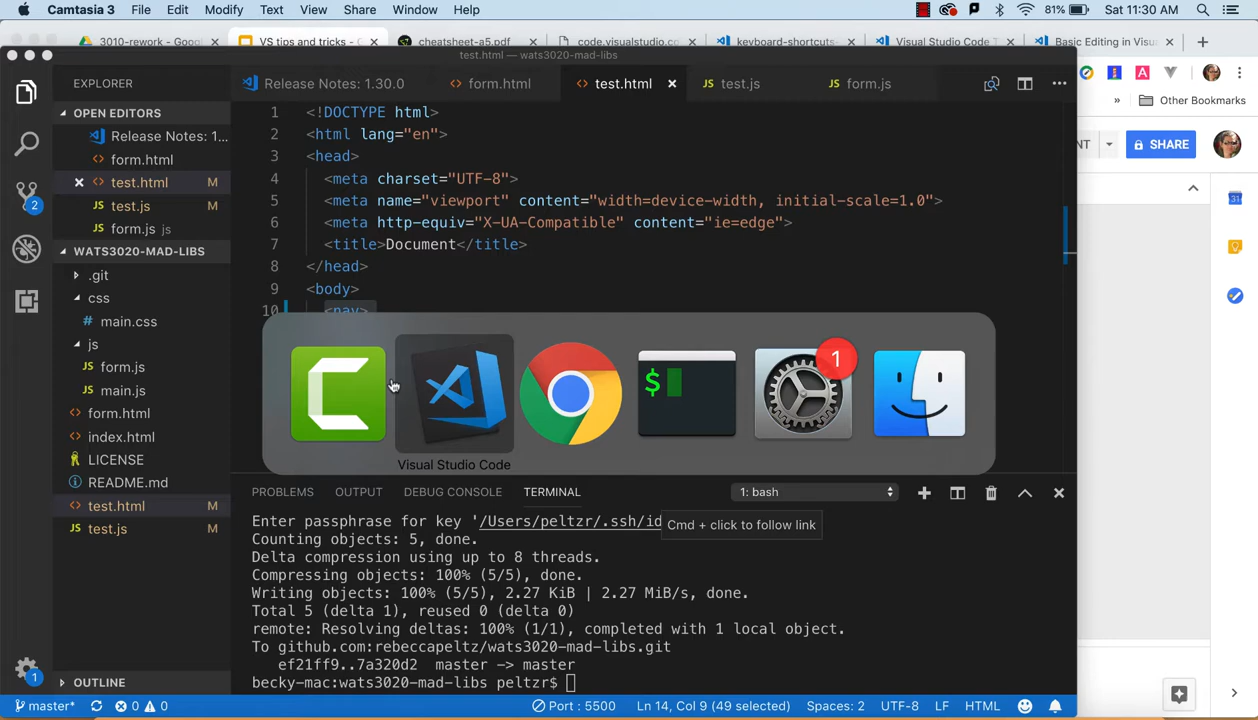 Camtasia 3 File Edit Modify Text View Share Window Help 81% Sat 11:30 AM
3010-rework - Goog VS tips and tricks - G cheatsheet-a5.pdf code.visualstudio.c keyboard-shortcuts- Visual Studio Code T Basic Editing in Visu
test.html — wats3020-mad-libs
Other Bookmarks
EXPLORER
Release Notes: 1.30.0 form.html test.html test.js form.js
OPEN EDITORS
Release Notes: 1...
form.html
test.html M
test.js M
form.js js
WATS3020-MAD-LIBS
.git
css
main.css
js
form.js
main.js
form.html
index.html
LICENSE
README.md
test.html M
test.js M
OUTLINE
2
1
1 <!DOCTYPE html>
2 <html lang="en">
3 <head>
4 <meta charset="UTF-8">
5 <meta name="viewport" content="width=device-width, initial-scale=1.0">
6 <meta http-equiv="X-UA-Compatible" content="ie=edge">
7 <title>Document</title>
8 </head>
9 <body>
10 <nav>
$
1
Visual Studio Code
PROBLEMS OUTPUT DEBUG CONSOLE TERMINAL 1: bash
Enter passphrase for key '/Users/peltzr/.ssh/id
Cmd + click to follow link
Counting objects: 5, done.
Delta compression using up to 8 threads.
Compressing objects: 100% (5/5), done.
Writing objects: 100% (5/5), 2.27 KiB | 2.27 MiB/s, done.
Total 5 (delta 1), reused 0 (delta 0)
remote: Resolving deltas: 100% (1/1), completed with 1 local object.
To github.com:rebeccapeltz/wats3020-mad-libs.git
ef21ff9..7a320d2 master -> master
becky-mac:wats3020-mad-libs peltzr$
master* 0 0 Port : 5500 Ln 14, Col 9 (49 selected) Spaces: 2 UTF-8 LF HTML
NT SHARE